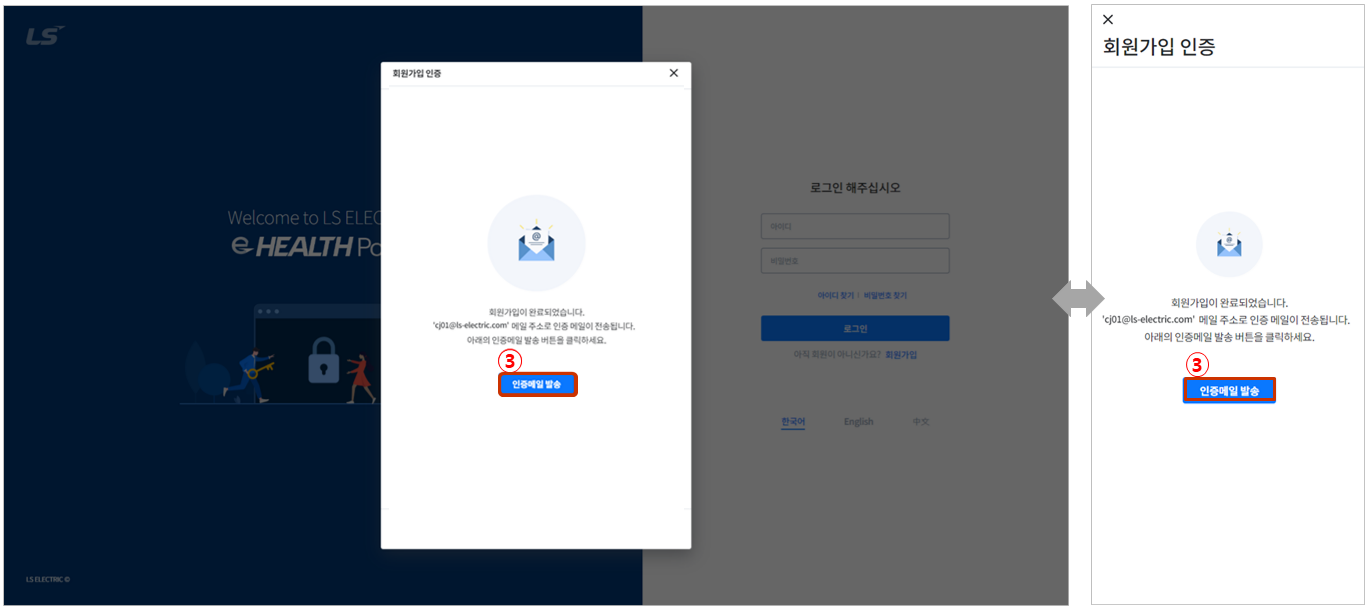 LS
Welcome to LS ELEC
e-HEALTH Po
LS ELECTRIC ©
회원가입 인증
@
회원가입이 완료되었습니다.
'cj01@ls-electric.com' 메일 주소로 인증 메일이 전송됩니다.
아래의 인증메일 발송 버튼을 클릭하세요.
3
인증메일 발송
로그인 해주십시오
아이디
비밀번호
아이디 찾기 | 비밀번호 찾기
로그인
아직 회원이 아니신가요? 회원가입
한국어 English 中文
회원가입 인증
@
회원가입이 완료되었습니다.
'cj01@ls-electric.com' 메일 주소로 인증 메일이 전송됩니다.
아래의 인증메일 발송 버튼을 클릭하세요.
3
인증메일 발송